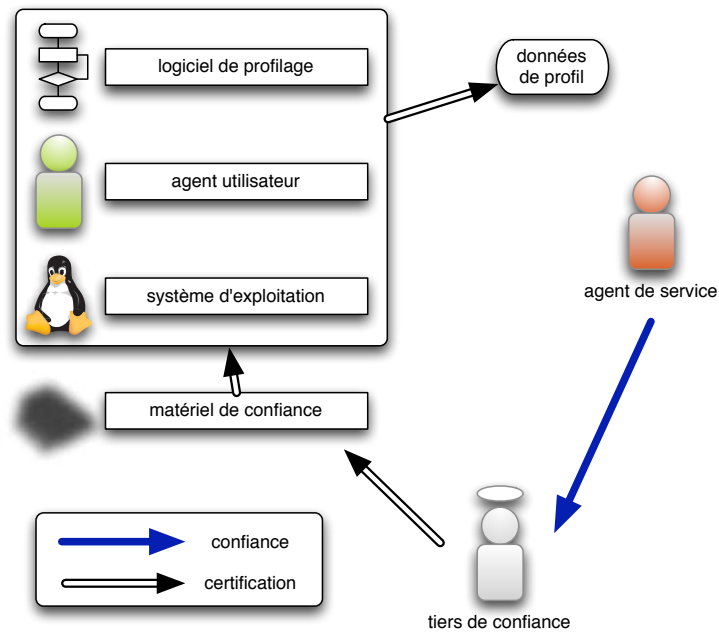 logiciel de profilage
données
de profil
agent utilisateur
agent de service
système d'exploitation
matériel de confiance
confiance
certification
tiers de confiance